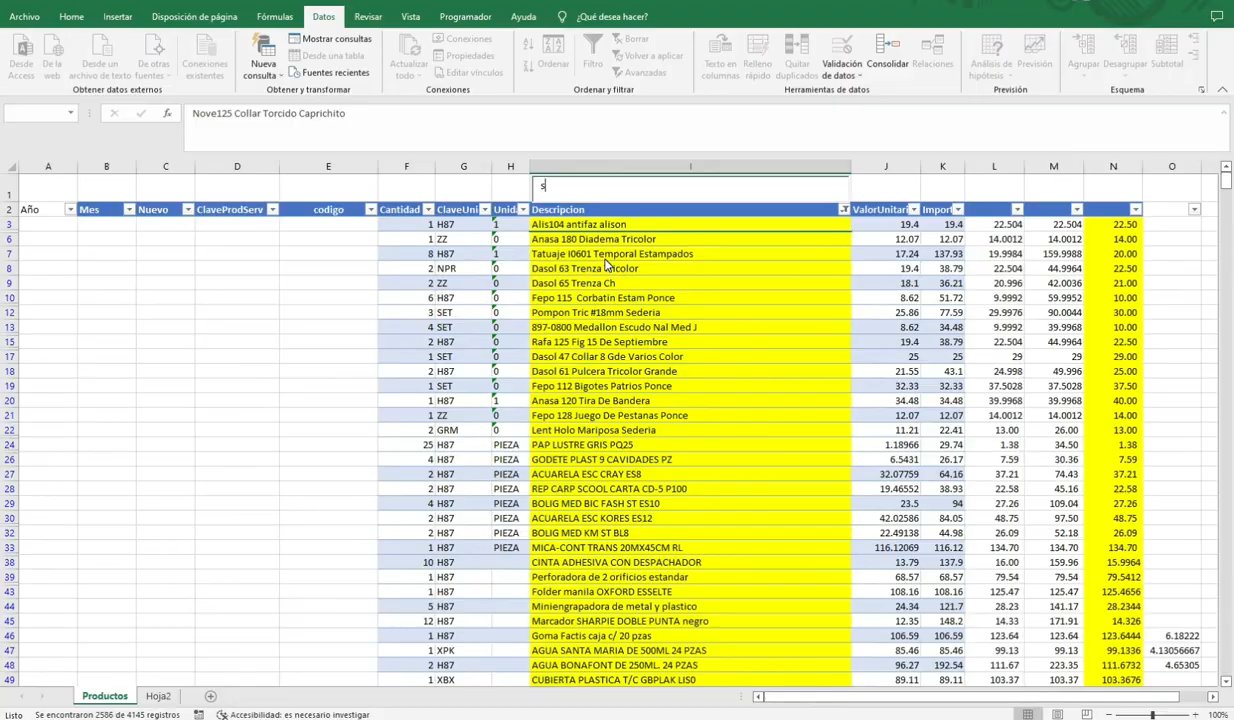 Archivo Inicio Insertar Disposición de página Fórmulas Datos Revisar Vista Programador Ayuda ¿Qué desea hacer?
Desde Access De la web Desde un archivo de texto De otras fuentes Conexiones existentes Nueva consulta Mostrar consultas Desde una tabla Fuentes recientes Actualizar todo Conexiones Propiedades Editar vínculos Ordenar Filtro Borrar Volver a aplicar Avanzadas Texto en columnas Relleno rápido Quitar duplicados Validación de datos Consolidar Relaciones Análisis de hipótesis Previsión Agrupar Desagrupar Subtotal
Obtener datos externos Obtener y transformar Conexiones Ordenar y filtrar Herramientas de datos Previsión Esquema
fx Nove125 Collar Torcido Caprichito
A B C D E F G H I J K L M N O
1 s
2 Año Mes Nuevo ClaveProdServ codigo Cantidad ClaveUni Unida Descripcion ValorUnitari Import
3 1 H87 1 Alis104 antifaz alison 19.4 19.4 22.504 22.504 22.50
6 1 ZZ 0 Anasa 180 Diadema Tricolor 12.07 12.07 14.0012 14.0012 14.00
7 8 H87 1 Tatuaje I0601 Temporal Estampados 17.24 137.93 19.9984 159.9988 20.00
8 2 NPR 0 Dasol 63 Trenza Tricolor 19.4 38.79 22.504 44.9964 22.50
9 2 ZZ 0 Dasol 65 Trenza Ch 18.1 36.21 20.996 42.0036 21.00
10 6 H87 0 Fepo 115 Corbatin Estam Ponce 8.62 51.72 9.9992 59.9952 10.00
12 3 SET 0 Pompon Tric #18mm Sederia 25.86 77.59 29.9976 90.0044 30.00
13 4 SET 0 897-0800 Medallon Escudo Nal Med J 8.62 34.48 9.9992 39.9968 10.00
15 2 H87 0 Rafa 125 Fig 15 De Septiembre 19.4 38.79 22.504 44.9964 22.50
17 1 SET 0 Dasol 47 Collar 8 Gde Varios Color 25 25 29 29 29.00
18 2 H87 0 Dasol 61 Pulcera Tricolor Grande 21.55 43.1 24.998 49.996 25.00
19 1 SET 0 Fepo 112 Bigotes Patrios Ponce 32.33 32.33 37.5028 37.5028 37.50
20 1 H87 1 Anasa 120 Tira De Bandera 34.48 34.48 39.9968 39.9968 40.00
21 1 ZZ 0 Fepo 128 Juego De Pestanas Ponce 12.07 12.07 14.0012 14.0012 14.00
22 2 GRM 0 Lent Holo Mariposa Sederia 11.21 22.41 13.00 26.00 13.00
24 25 H87 PIEZA PAP LUSTRE GRIS PQ25 1.18966 29.74 1.38 34.50 1.38
26 4 H87 PIEZA GODETE PLAST 9 CAVIDADES PZ 6.5431 26.17 7.59 30.36 7.59
27 2 H87 PIEZA ACUARELA ESC CRAY ES8 32.07759 64.16 37.21 74.43 37.21
28 2 H87 PIEZA REP CARP SCOOL CARTA CD-5 P100 19.46552 38.93 22.58 45.16 22.58
29 4 H87 PIEZA BOLIG MED BIC FASH ST ES10 23.5 94 27.26 109.04 27.26
30 2 H87 PIEZA ACUARELA ESC KORES ES12 42.02586 84.05 48.75 97.50 48.75
32 2 H87 PIEZA BOLIG MED KM ST BL8 22.49138 44.98 26.09 52.18 26.09
33 1 H87 PIEZA MICA-CONT TRANS 20MX45CM RL 116.12069 116.12 134.70 134.70 134.70
38 10 H87 CINTA ADHESIVA CON DESPACHADOR 13.79 137.9 16.00 159.96 15.9964
39 1 H87 Perforadora de 2 orificios estandar 68.57 68.57 79.54 79.54 79.5412
43 1 H87 Folder manila OXFORD ESSELTE 108.16 108.16 125.47 125.47 125.4656
44 5 H87 Miniengrapadora de metal y plastico 24.34 121.7 28.23 141.17 28.2344
45 12 H87 Marcador SHARPIE DOBLE PUNTA negro 12.35 148.2 14.33 171.91 14.326
46 1 H87 Goma Factis caja c/ 20 pzas 106.59 106.59 123.64 123.64 123.6444 6.18222
47 1 XPK AGUA SANTA MARIA DE 500ML 24 PZAS 85.46 85.46 99.13 99.13 99.1336 4.13056667
48 2 H87 AGUA BONAFONT DE 250ML. 24 PZAS 96.27 192.54 111.67 223.35 111.6732 4.65305
49 1 XBX CUBIERTA PLASTICA T/C GBPLAK LIS0 89.11 89.11 103.37 103.37 103.3676
Productos Hoja2
Listo Se encontraron 2586 de 4145 registros Accesibilidad: es necesario investigar 100%